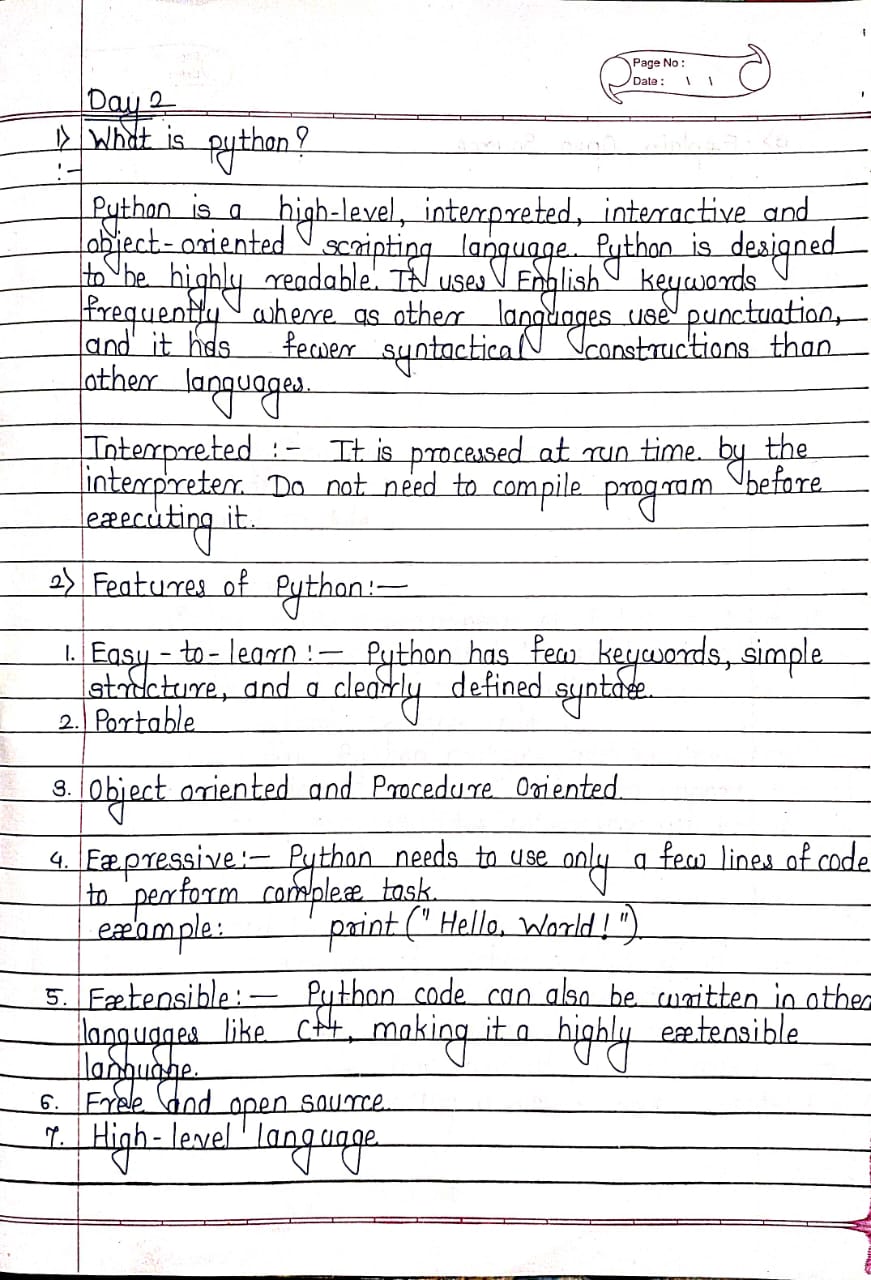 Page No :
Date : \ \
Day 2
1) What is python?
:-
Python is a high-level, interpreted, interactive and
object-oriented scripting language. Python is designed
to be highly readable. It uses English keywords
frequently where as other languages use punctuation,
and it has fewer syntactical constructions than
other languages.
Interpreted :- It is processed at run time. by the
interpreter. Do not need to compile program before
executing it.
2) Features of Python:-
1. Easy-to-learn :- Python has few keywords, simple
structure, and a clearly defined syntax.
2. Portable
3. Object oriented and Procedure Oriented.
4. Expressive:- Python needs to use only a few lines of code
to perform complex task.
example: print ("Hello, World!")
5. Extensible:- Python code can also be written in other
languages like C++, making it a highly extensible
language.
6. Free and open source.
7. High-level language